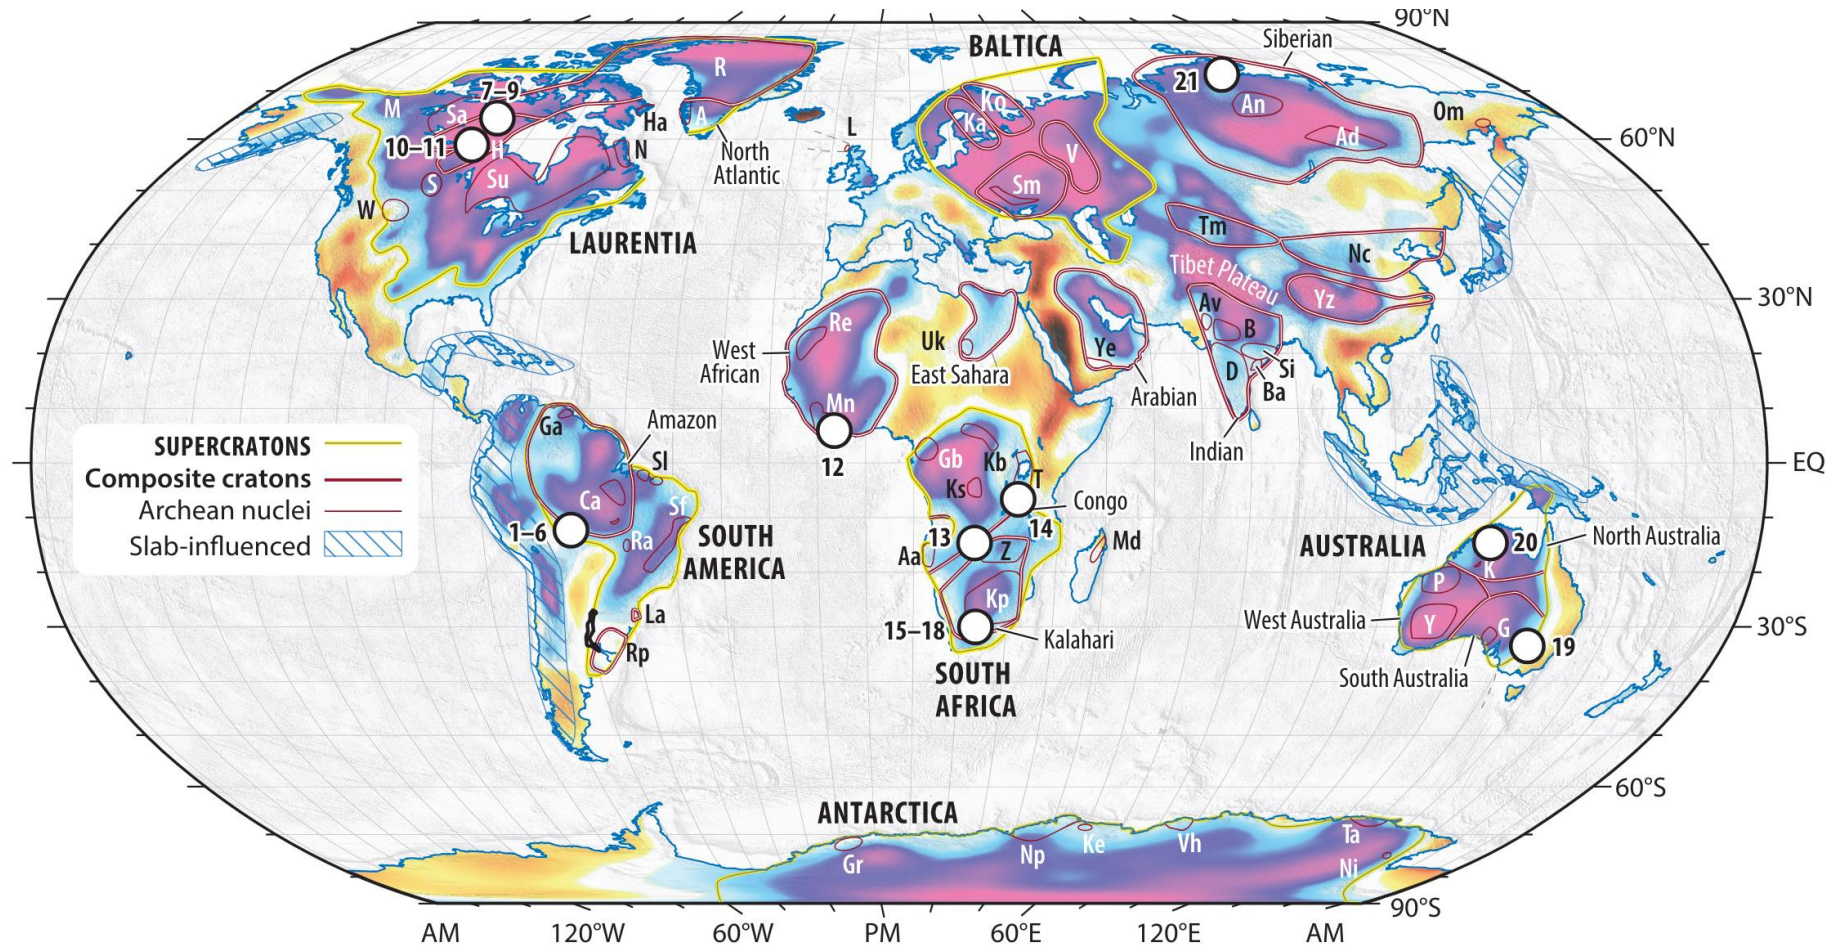 90°N
BALTICA
Siberian
R
21
7–9
M
Sa
Ko
An
Om
A
Ha
Ka
L
Ad
60°N
10–11
H
N
North
Atlantic
V
S
Su
Sm
W
Tm
LAURENTIA
Nc
Tibet Plateau
Yz
30°N
Av
Re
B
Uk
Ye
West
African
East Sahara
Si
D
Ba
Arabian
Mn
Ga
Amazon
SUPERCRATONS
Indian
12
Gb
Kb
Sl
EQ
Composite cratons
T
Ca
Ks
Congo
Archean nuclei
Sf
1–6
13
14
North Australia
Slab-influenced
Ra
SOUTH
AMERICA
Aa
Z
Md
AUSTRALIA
20
K
P
Kp
La
West Australia
Y
G
30°S
15–18
Kalahari
Rp
19
South Australia
SOUTH
AFRICA
60°S
ANTARCTICA
Gr
Np
Ke
Vh
Ta
Ni
90°S
AM
120°W
60°W
PM
60°E
120°E
AM